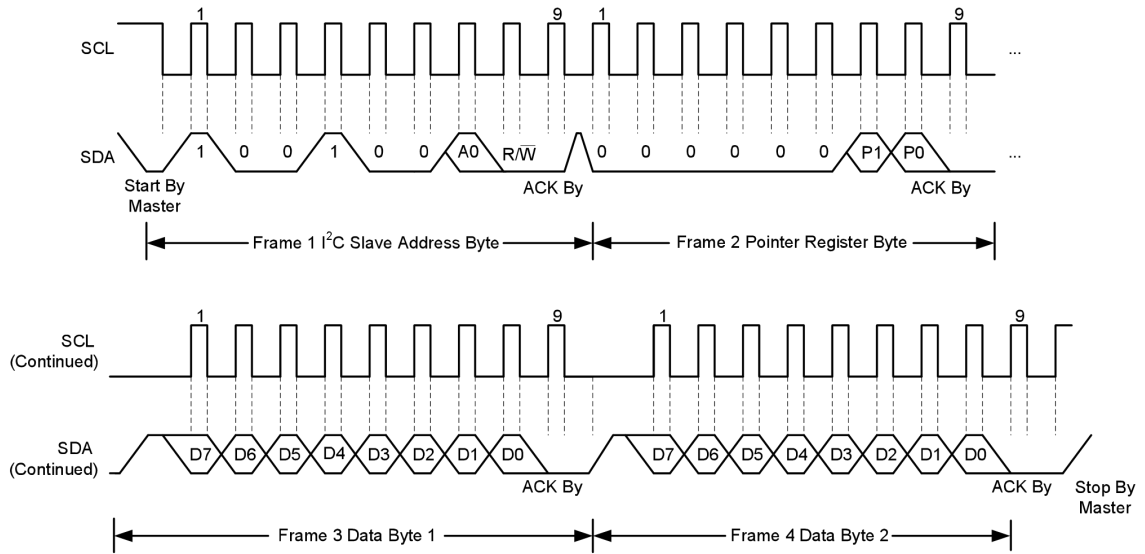 1 9 1 9
SCL ...
SDA 1 0 0 1 0 0 A0 R/W̅ 0 0 0 0 0 0 P1 P0 ...
Start By
Master
ACK By ACK By
Frame 1 I²C Slave Address Byte Frame 2 Pointer Register Byte
1 9 1 9
SCL
(Continued)
SDA
(Continued)
D7 D6 D5 D4 D3 D2 D1 D0 D7 D6 D5 D4 D3 D2 D1 D0
ACK By ACK By
Stop By
Master
Frame 3 Data Byte 1 Frame 4 Data Byte 2